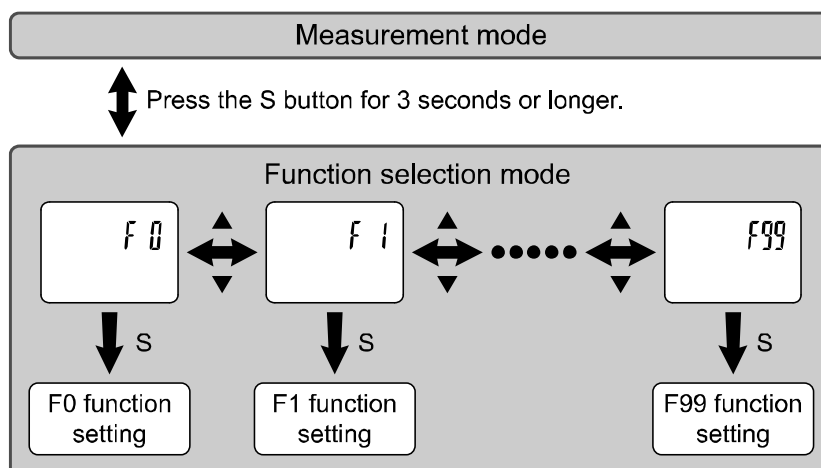 Measurement mode
Press the S button for 3 seconds or longer.
Function selection mode
F 0
F 1
F99
S
S
S
F0 function
setting
F1 function
setting
F99 function
setting